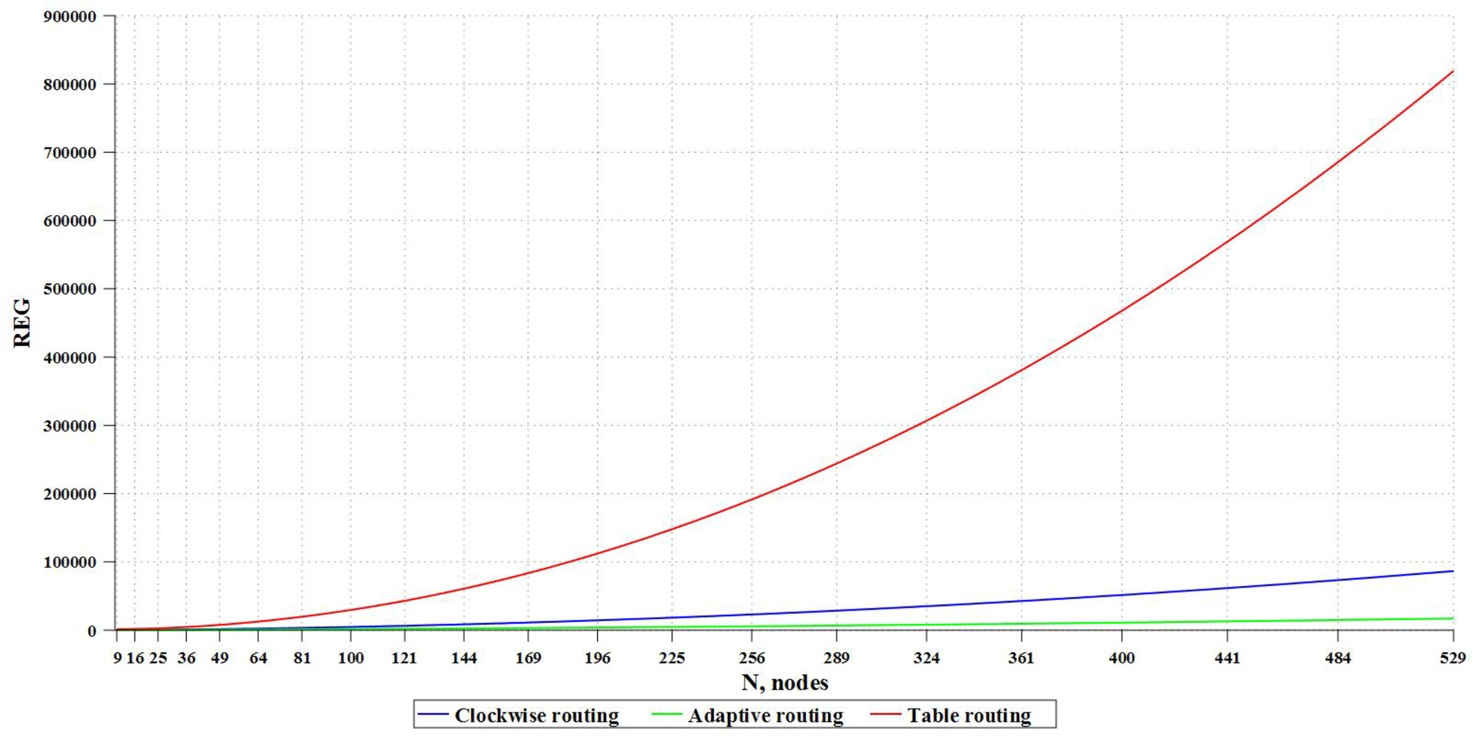 900000
800000
700000
600000
500000
400000
300000
200000
100000
0
REG
9 16 25 36 49 64 81 100 121 144 169 196 225 256 289 324 361 400 441 484 529
N, nodes
Clockwise routing Adaptive routing Table routing